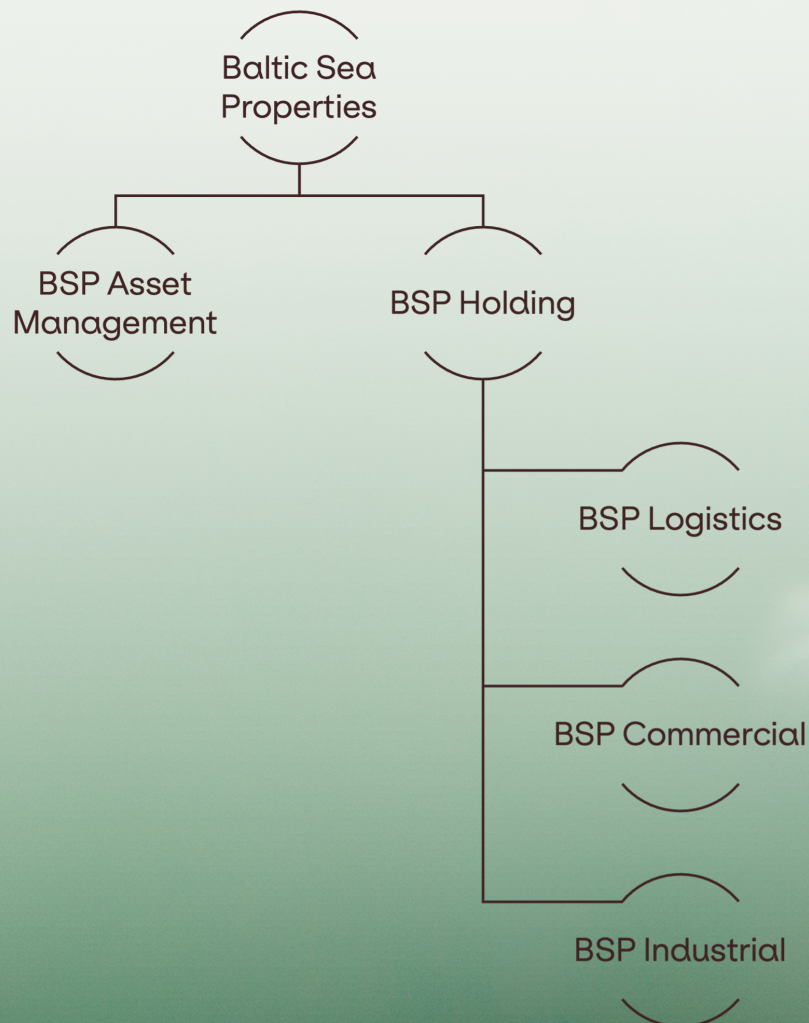 Baltic Sea
Properties
BSP Asset
Management
BSP Holding
BSP Logistics
BSP Commercial
BSP Industrial